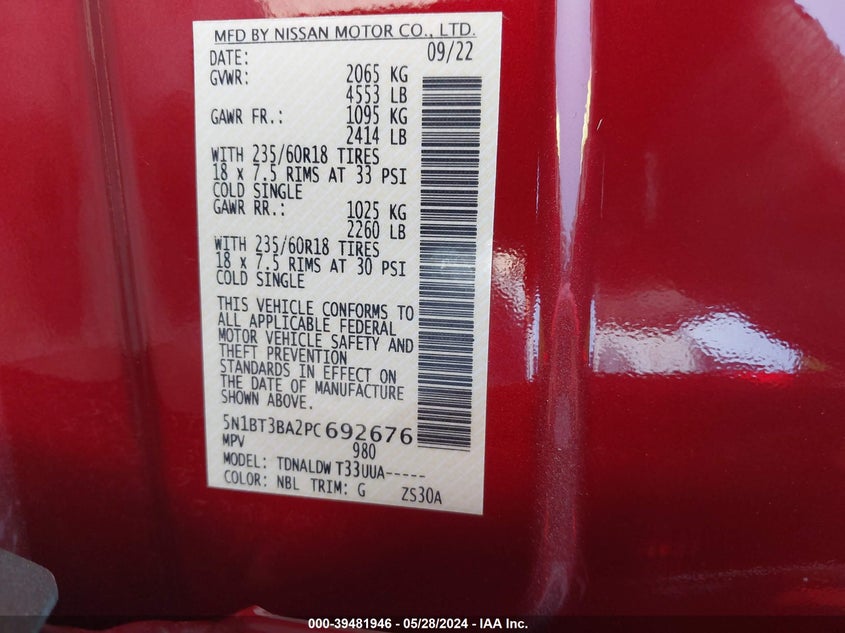 MFD BY NISSAN MOTOR CO., LTD.
DATE: 09/22
GVWR: 2065 KG
4553 LB
GAWR FR.: 1095 KG
2414 LB
WITH 235/60R18 TIRES
18 x 7.5 RIMS AT 33 PSI
COLD SINGLE
GAWR RR.: 1025 KG
2260 LB
WITH 235/60R18 TIRES
18 x 7.5 RIMS AT 30 PSI
COLD SINGLE
THIS VEHICLE CONFORMS TO
ALL APPLICABLE FEDERAL
MOTOR VEHICLE SAFETY AND
THEFT PREVENTION
STANDARDS IN EFFECT ON
THE DATE OF MANUFACTURE
SHOWN ABOVE.
5N1BT3BA2PC692676
MPV 980
MODEL: TDNALDW T33UUA-----
COLOR: NBL TRIM: G ZS30A
000-39481946 - 05/28/2024 - IAA Inc.